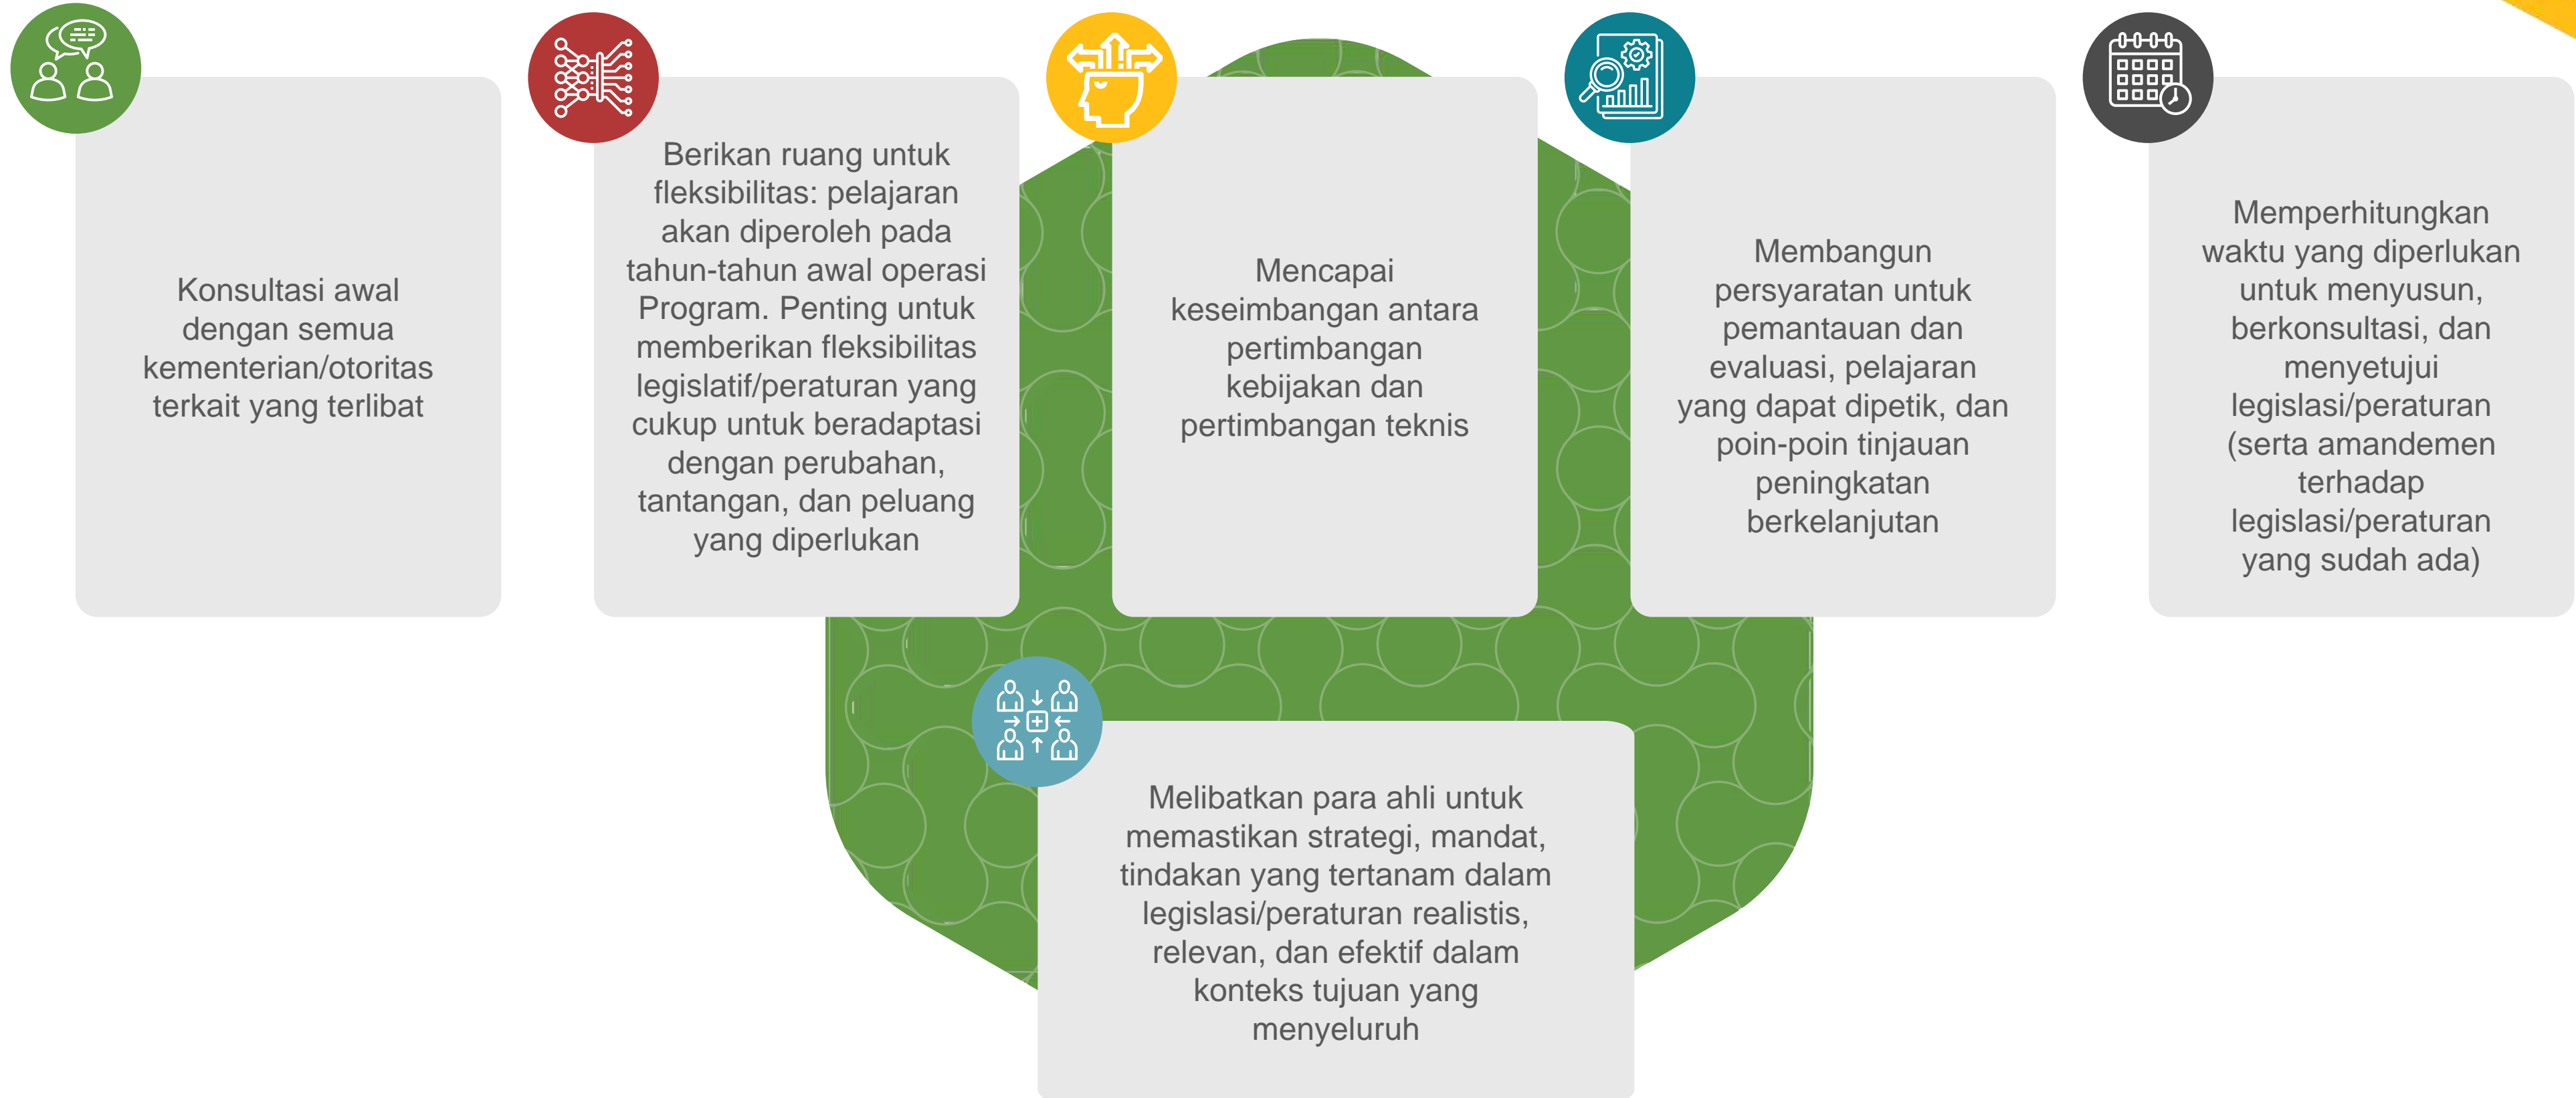 Konsultasi awal
dengan semua
kementerian/otoritas
terkait yang terlibat
Berikan ruang untuk
fleksibilitas: pelajaran
akan diperoleh pada
tahun-tahun awal operasi
Program. Penting untuk
memberikan fleksibilitas
legislatif/peraturan yang
cukup untuk beradaptasi
dengan perubahan,
tantangan, dan peluang
yang diperlukan
Mencapai
keseimbangan antara
pertimbangan
kebijakan dan
pertimbangan teknis
Membangun
persyaratan untuk
pemantauan dan
evaluasi, pelajaran
yang dapat dipetik, dan
poin-poin tinjauan
peningkatan
berkelanjutan
Memperhitungkan
waktu yang diperlukan
untuk menyusun,
berkonsultasi, dan
menyetujui
legislasi/peraturan
(serta amandemen
terhadap
legislasi/peraturan
yang sudah ada)
Melibatkan para ahli untuk
memastikan strategi, mandat,
tindakan yang tertanam dalam
legislasi/peraturan realistis,
relevan, dan efektif dalam
konteks tujuan yang
menyeluruh